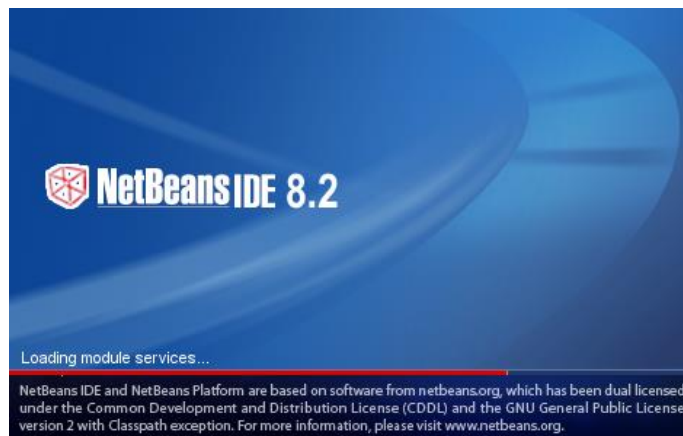 NetBeans IDE 8.2
Loading module services...
NetBeans IDE and NetBeans Platform are based on software from netbeans.org, which has been dual licensed
under the Common Development and Distribution License (CDDL) and the GNU General Public License
version 2 with Classpath exception. For more information, please visit www.netbeans.org.